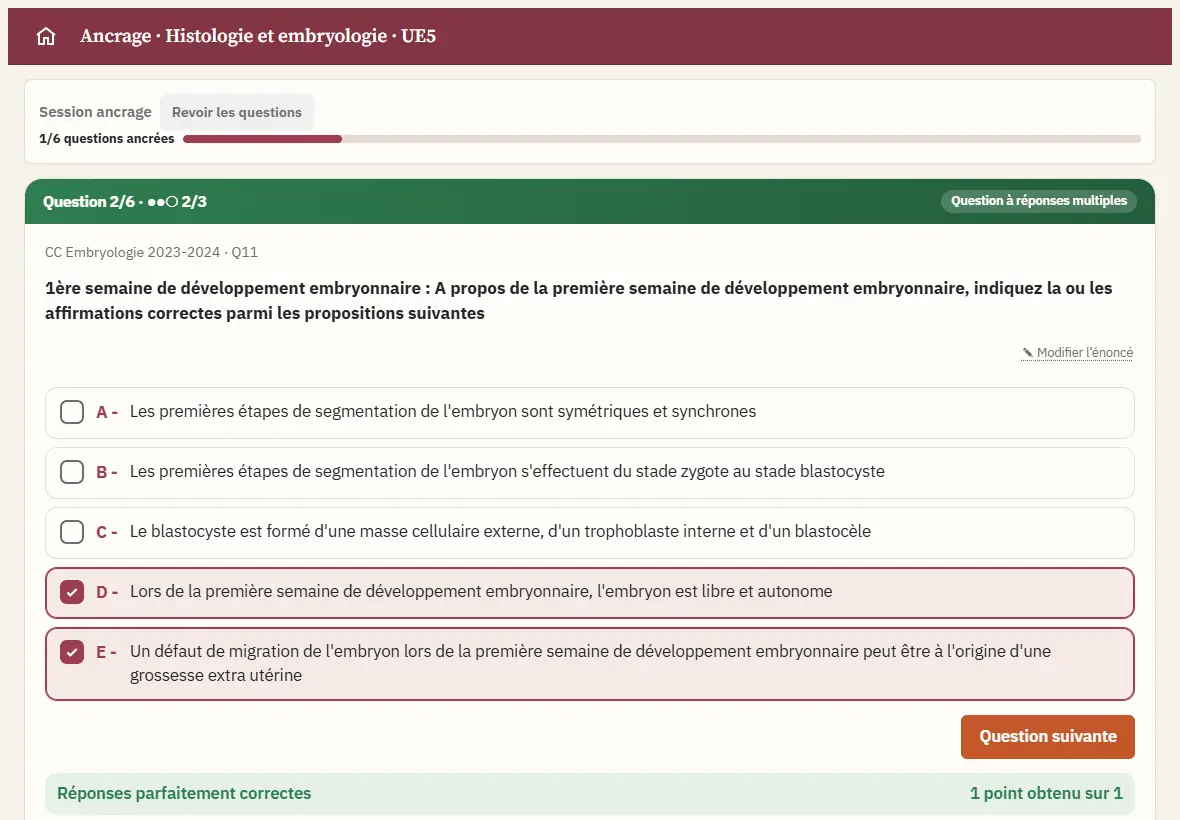 Ancrage · Histologie et embryologie · UE5
Session ancrage Revoir les questions
1/6 questions ancrées
Question 2/6 · ●●○ 2/3 Question à réponses multiples
CC Embryologie 2023-2024 · Q11
1ère semaine de développement embryonnaire : A propos de la première semaine de développement embryonnaire, indiquez la ou les
affirmations correctes parmi les propositions suivantes
✎ Modifier l'énoncé
A - Les premières étapes de segmentation de l'embryon sont symétriques et synchrones
B - Les premières étapes de segmentation de l'embryon s'effectuent du stade zygote au stade blastocyste
C - Le blastocyste est formé d'une masse cellulaire externe, d'un trophoblaste interne et d'un blastocèle
D - Lors de la première semaine de développement embryonnaire, l'embryon est libre et autonome
E - Un défaut de migration de l'embryon lors de la première semaine de développement embryonnaire peut être à l'origine d'une
grossesse extra utérine
Question suivante
Réponses parfaitement correctes 1 point obtenu sur 1